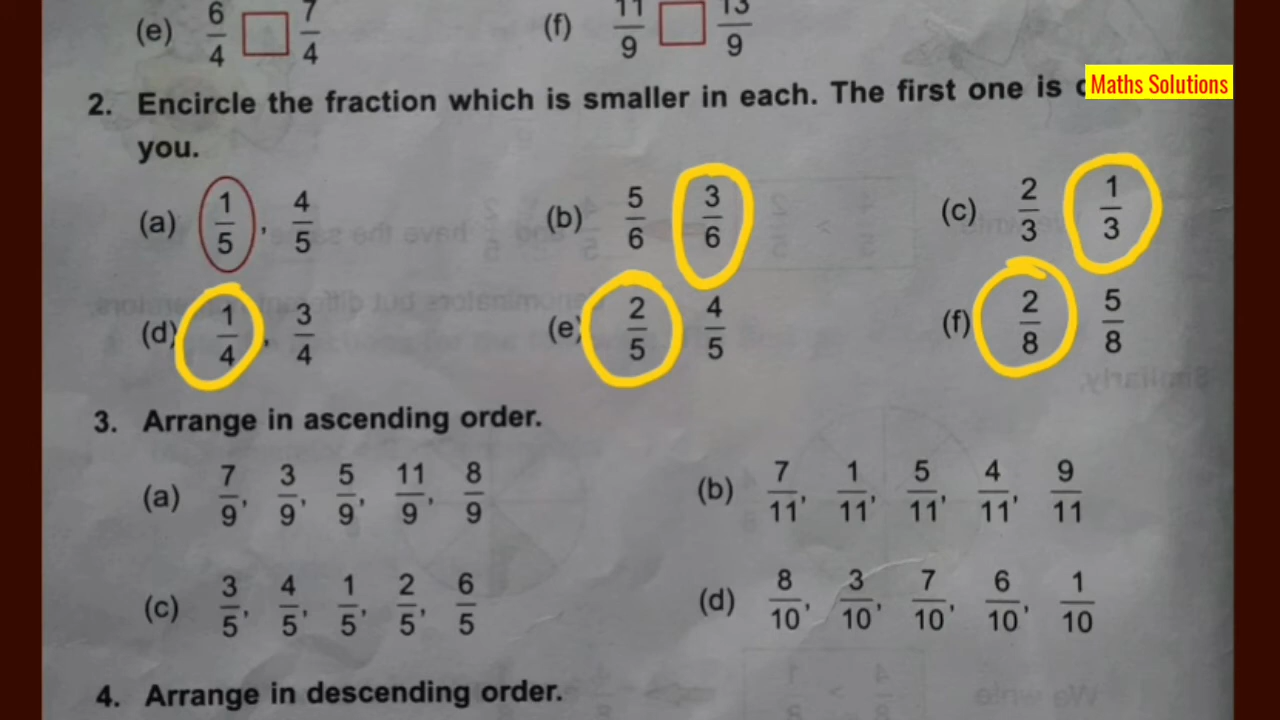 (e) 6/4 □ 7/4 (f) 11/9 □ 13/9
Maths Solutions
2. Encircle the fraction which is smaller in each. The first one is
you.
(a) 1/5, 4/5 (b) 5/6 3/6 (c) 2/3 1/3
(d) 1/4, 3/4 (e) 2/5 4/5 (f) 2/8 5/8
3. Arrange in ascending order.
(a) 7/9, 3/9, 5/9, 11/9, 8/9 (b) 7/11, 1/11, 5/11, 4/11, 9/11
(c) 3/5, 4/5, 1/5, 2/5, 6/5 (d) 8/10, 3/10, 7/10, 6/10, 1/10
4. Arrange in descending order.